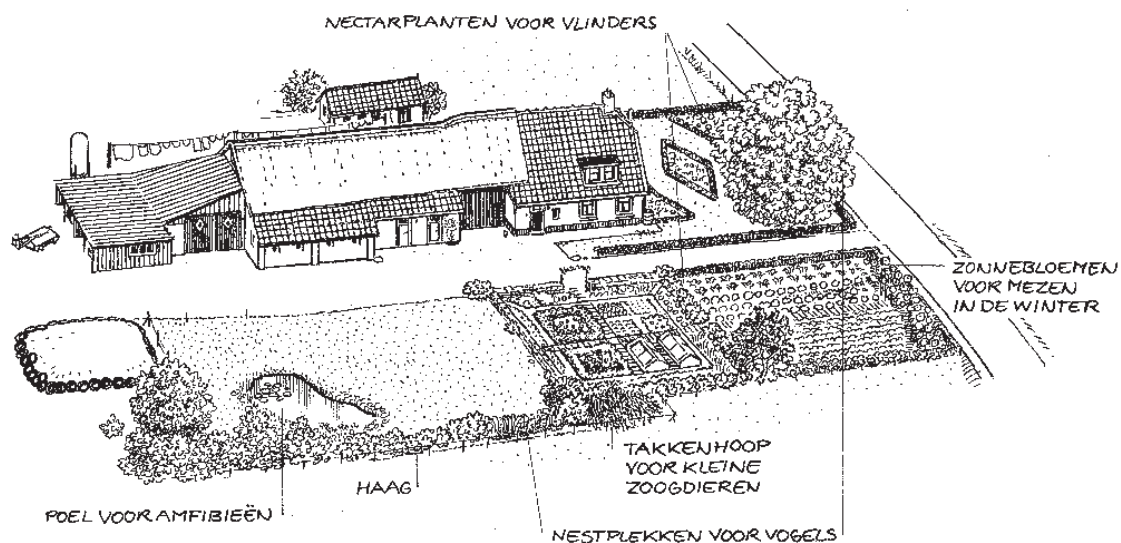 NECTARPLANTEN VOOR VLINDERS
ZONNEBLOEMEN
VOOR MEZEN
IN DE WINTER
TAKKENHOOP
VOOR KLEINE
ZOOGDIEREN
HAAG
POEL VOOR AMFIBIEËN
NESTPLEKKEN VOOR VOGELS